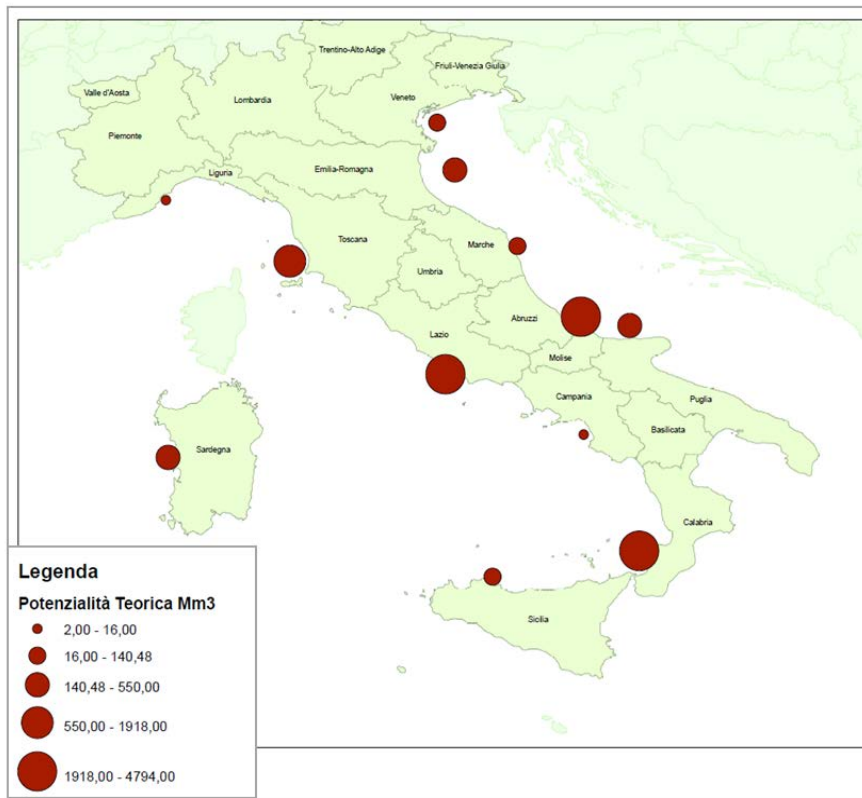 Trentino-Alto Adige
Friuli-Venezia Giulia
Valle d'Aosta
Lombardia
Veneto
Piemonte
Emilia-Romagna
Liguria
Toscana
Marche
Umbria
Abruzzi
Lazio
Molise
Campania
Puglia
Basilicata
Sardegna
Calabria
Sicilia
Legenda
Potenzialità Teorica Mm3
2,00 - 16,00
16,00 - 140,48
140,48 - 550,00
550,00 - 1918,00
1918,00 - 4794,00